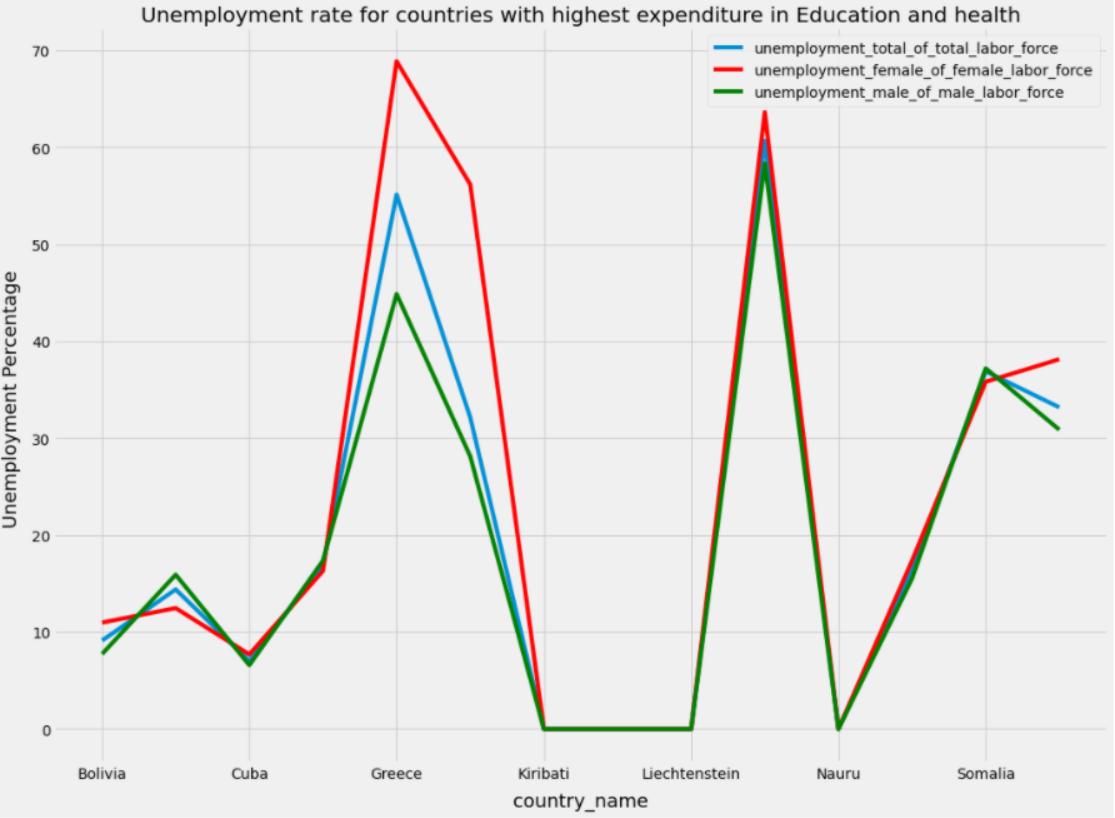 Unemployment rate for countries with highest expenditure in Education and health
unemployment_total_of_total_labor_force
unemployment_female_of_female_labor_force
unemployment_male_of_male_labor_force
Unemployment Percentage
70
60
50
40
30
20
10
0
Bolivia Cuba Greece Kiribati Liechtenstein Nauru Somalia
country_name